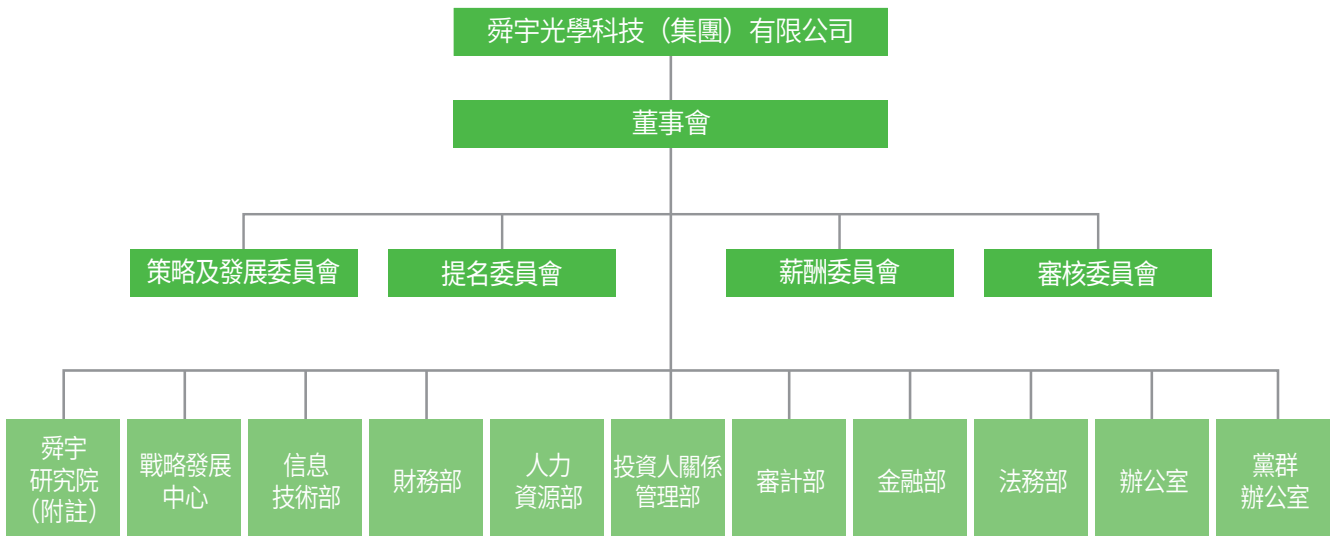 舜宇光學科技（集團）有限公司
董事會
策略及發展委員會
提名委員會
薪酬委員會
審核委員會
舜宇
研究院
（附註）
戰略發展
中心
信息
技術部
財務部
人力
資源部
投資人關係
管理部
審計部
金融部
法務部
辦公室
黨群
辦公室